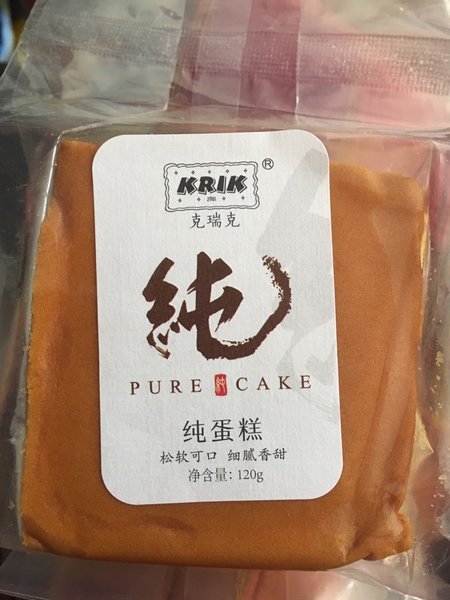 KRIK®
克瑞克
純
PURE 纯 CAKE
纯蛋糕
松软可口 细腻香甜
净含量: 120g